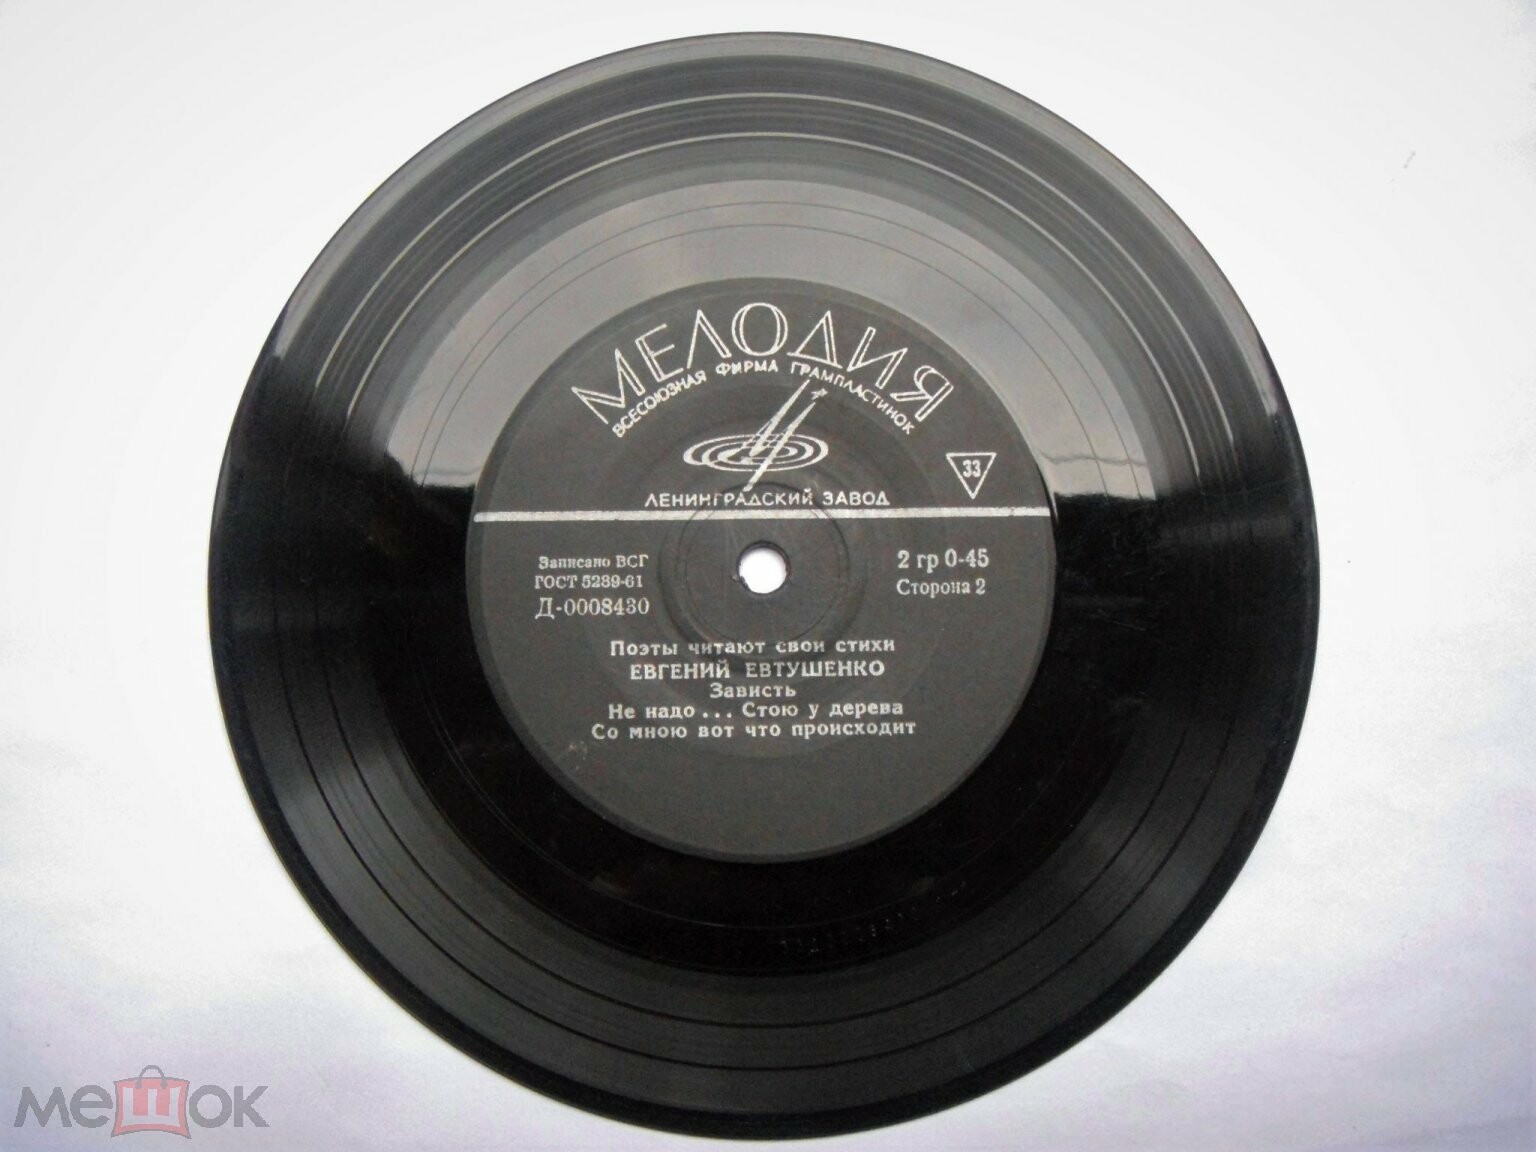 МЕЛОДИЯ
ВСЕСОЮЗНАЯ ФИРМА ГРАМПЛАСТИНОК
33
ЛЕНИНГРАДСКИЙ ЗАВОД
Записано ВСГ
ГОСТ 5289-61
Д-0008430
2 гр 0-45
Сторона 2
Поэты читают свои стихи
ЕВГЕНИЙ ЕВТУШЕНКО
Зависть
Не надо... Стою у дерева
Со мною вот что происходит
мешок